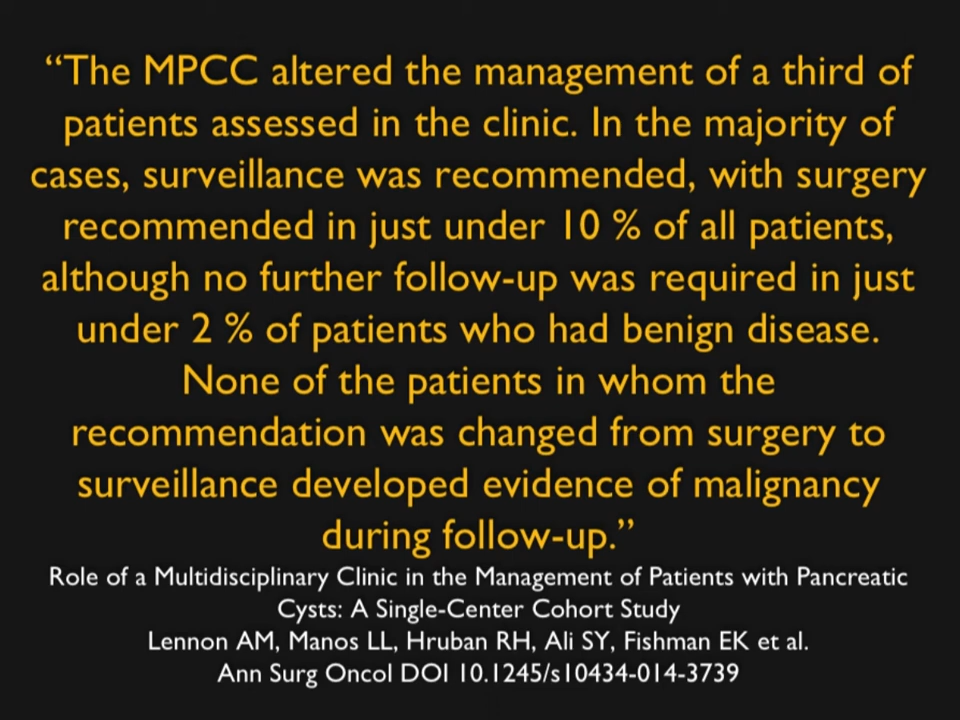 “The MPCC altered the management of a third of
patients assessed in the clinic. In the majority of
cases, surveillance was recommended, with surgery
recommended in just under 10 % of all patients,
although no further follow-up was required in just
under 2 % of patients who had benign disease.
None of the patients in whom the
recommendation was changed from surgery to
surveillance developed evidence of malignancy
during follow-up.”
Role of a Multidisciplinary Clinic in the Management of Patients with Pancreatic
Cysts: A Single-Center Cohort Study
Lennon AM, Manos LL, Hruban RH, Ali SY, Fishman EK et al.
Ann Surg Oncol DOI 10.1245/s10434-014-3739